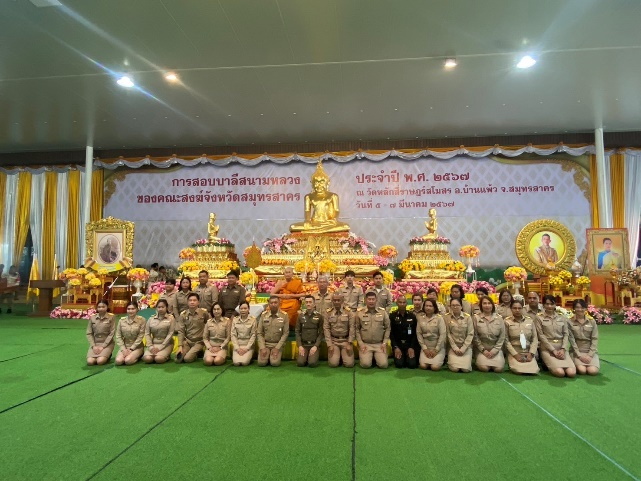 การสอบบาลีสนามหลวง
ของคณะสงฆ์จังหวัดสมุทรสาคร
ประจำปี พ.ศ. ๒๕๖๗
ณ วัดหลักสี่ราษฎร์สโมสร อ.บ้านแพ้ว จ.สมุทรสาคร
วันที่ ๕ - ๗ มีนาคม ๒๕๖๗